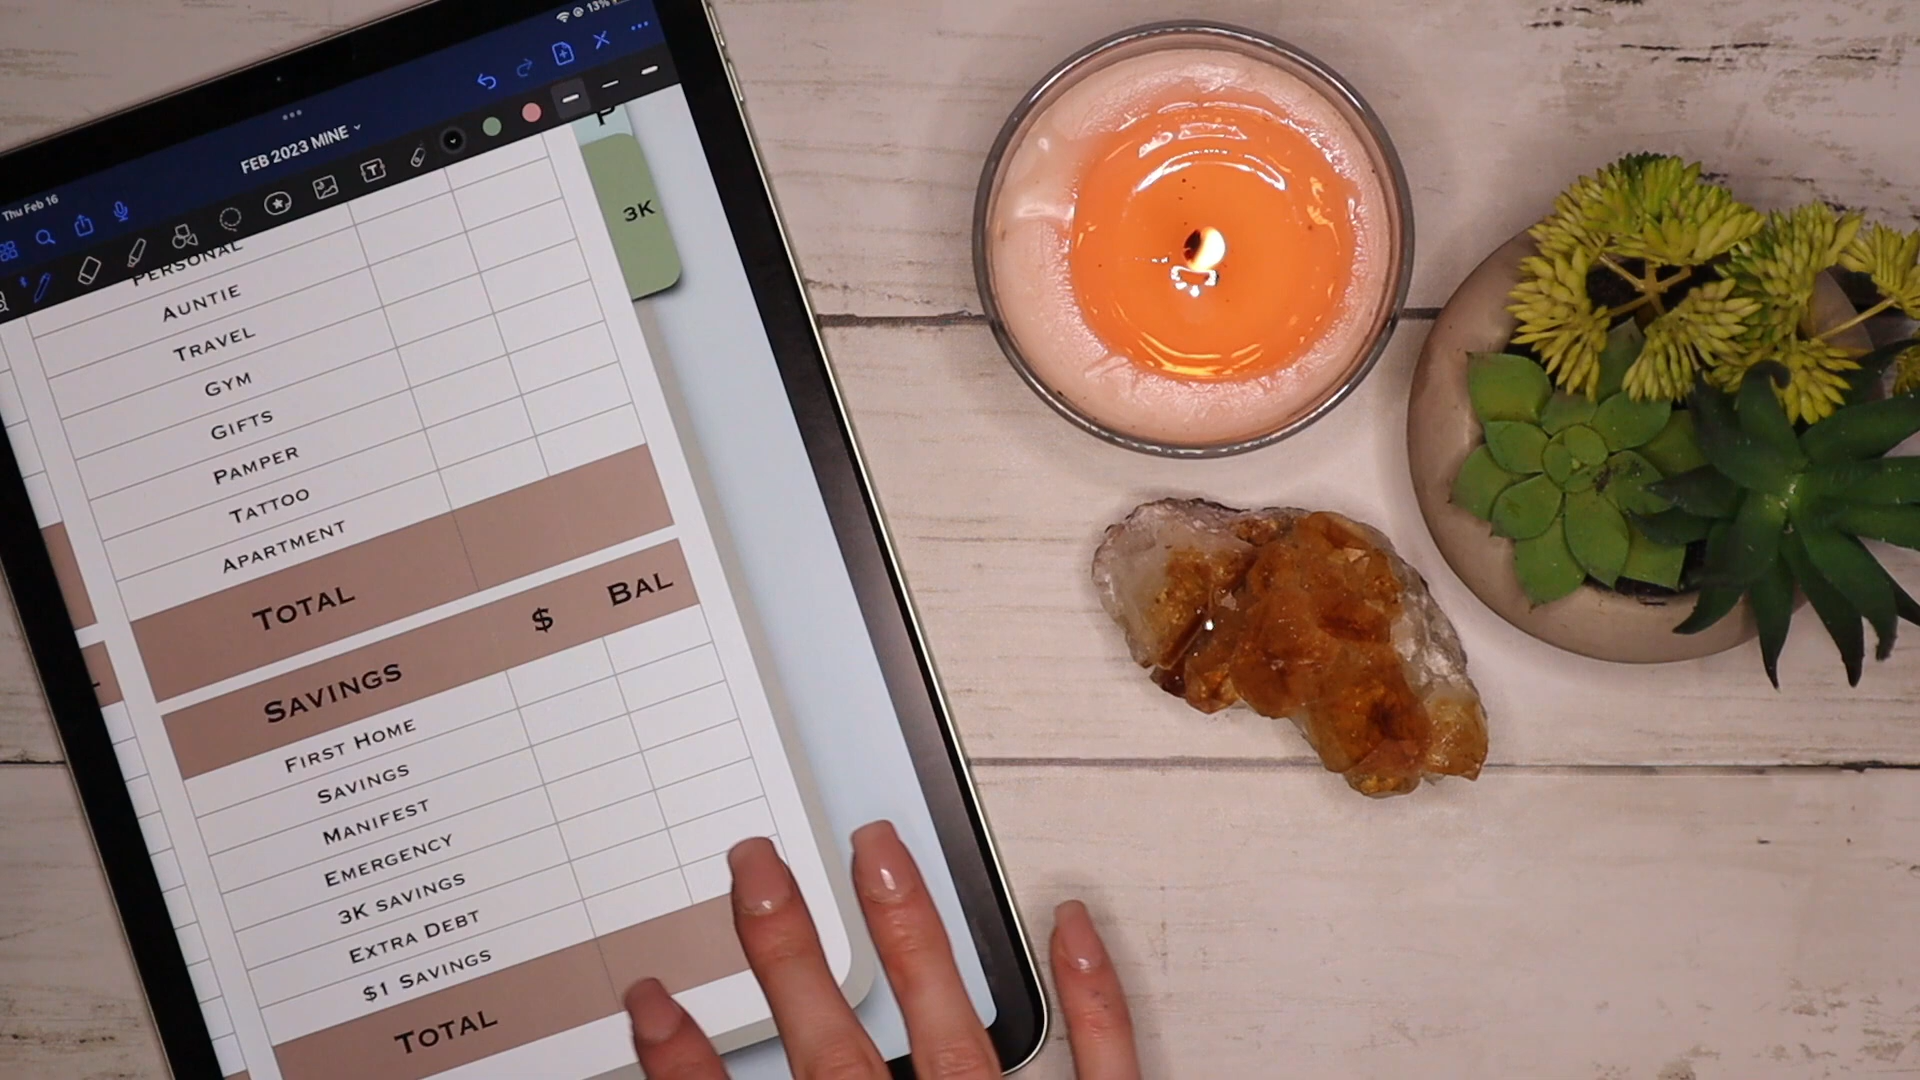 13%
Thu Feb 16
FEB 2023 MINE
P
3K
PERSONAL
AUNTIE
TRAVEL
GYM
GIFTS
PAMPER
TATTOO
APARTMENT
TOTAL
SAVINGS $ BAL
FIRST HOME
SAVINGS
MANIFEST
EMERGENCY
3K SAVINGS
EXTRA DEBT
$1 SAVINGS
TOTAL